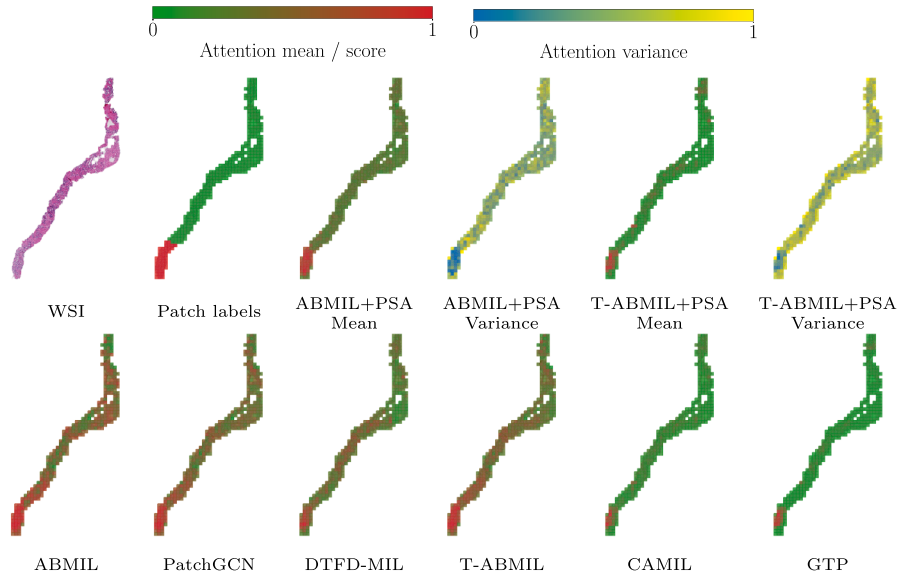 0 1
Attention mean / score
0 1
Attention variance
WSI
Patch labels
ABMIL+PSA
Mean
ABMIL+PSA
Variance
T-ABMIL+PSA
Mean
T-ABMIL+PSA
Variance
ABMIL
PatchGCN
DTFD-MIL
T-ABMIL
CAMIL
GTP